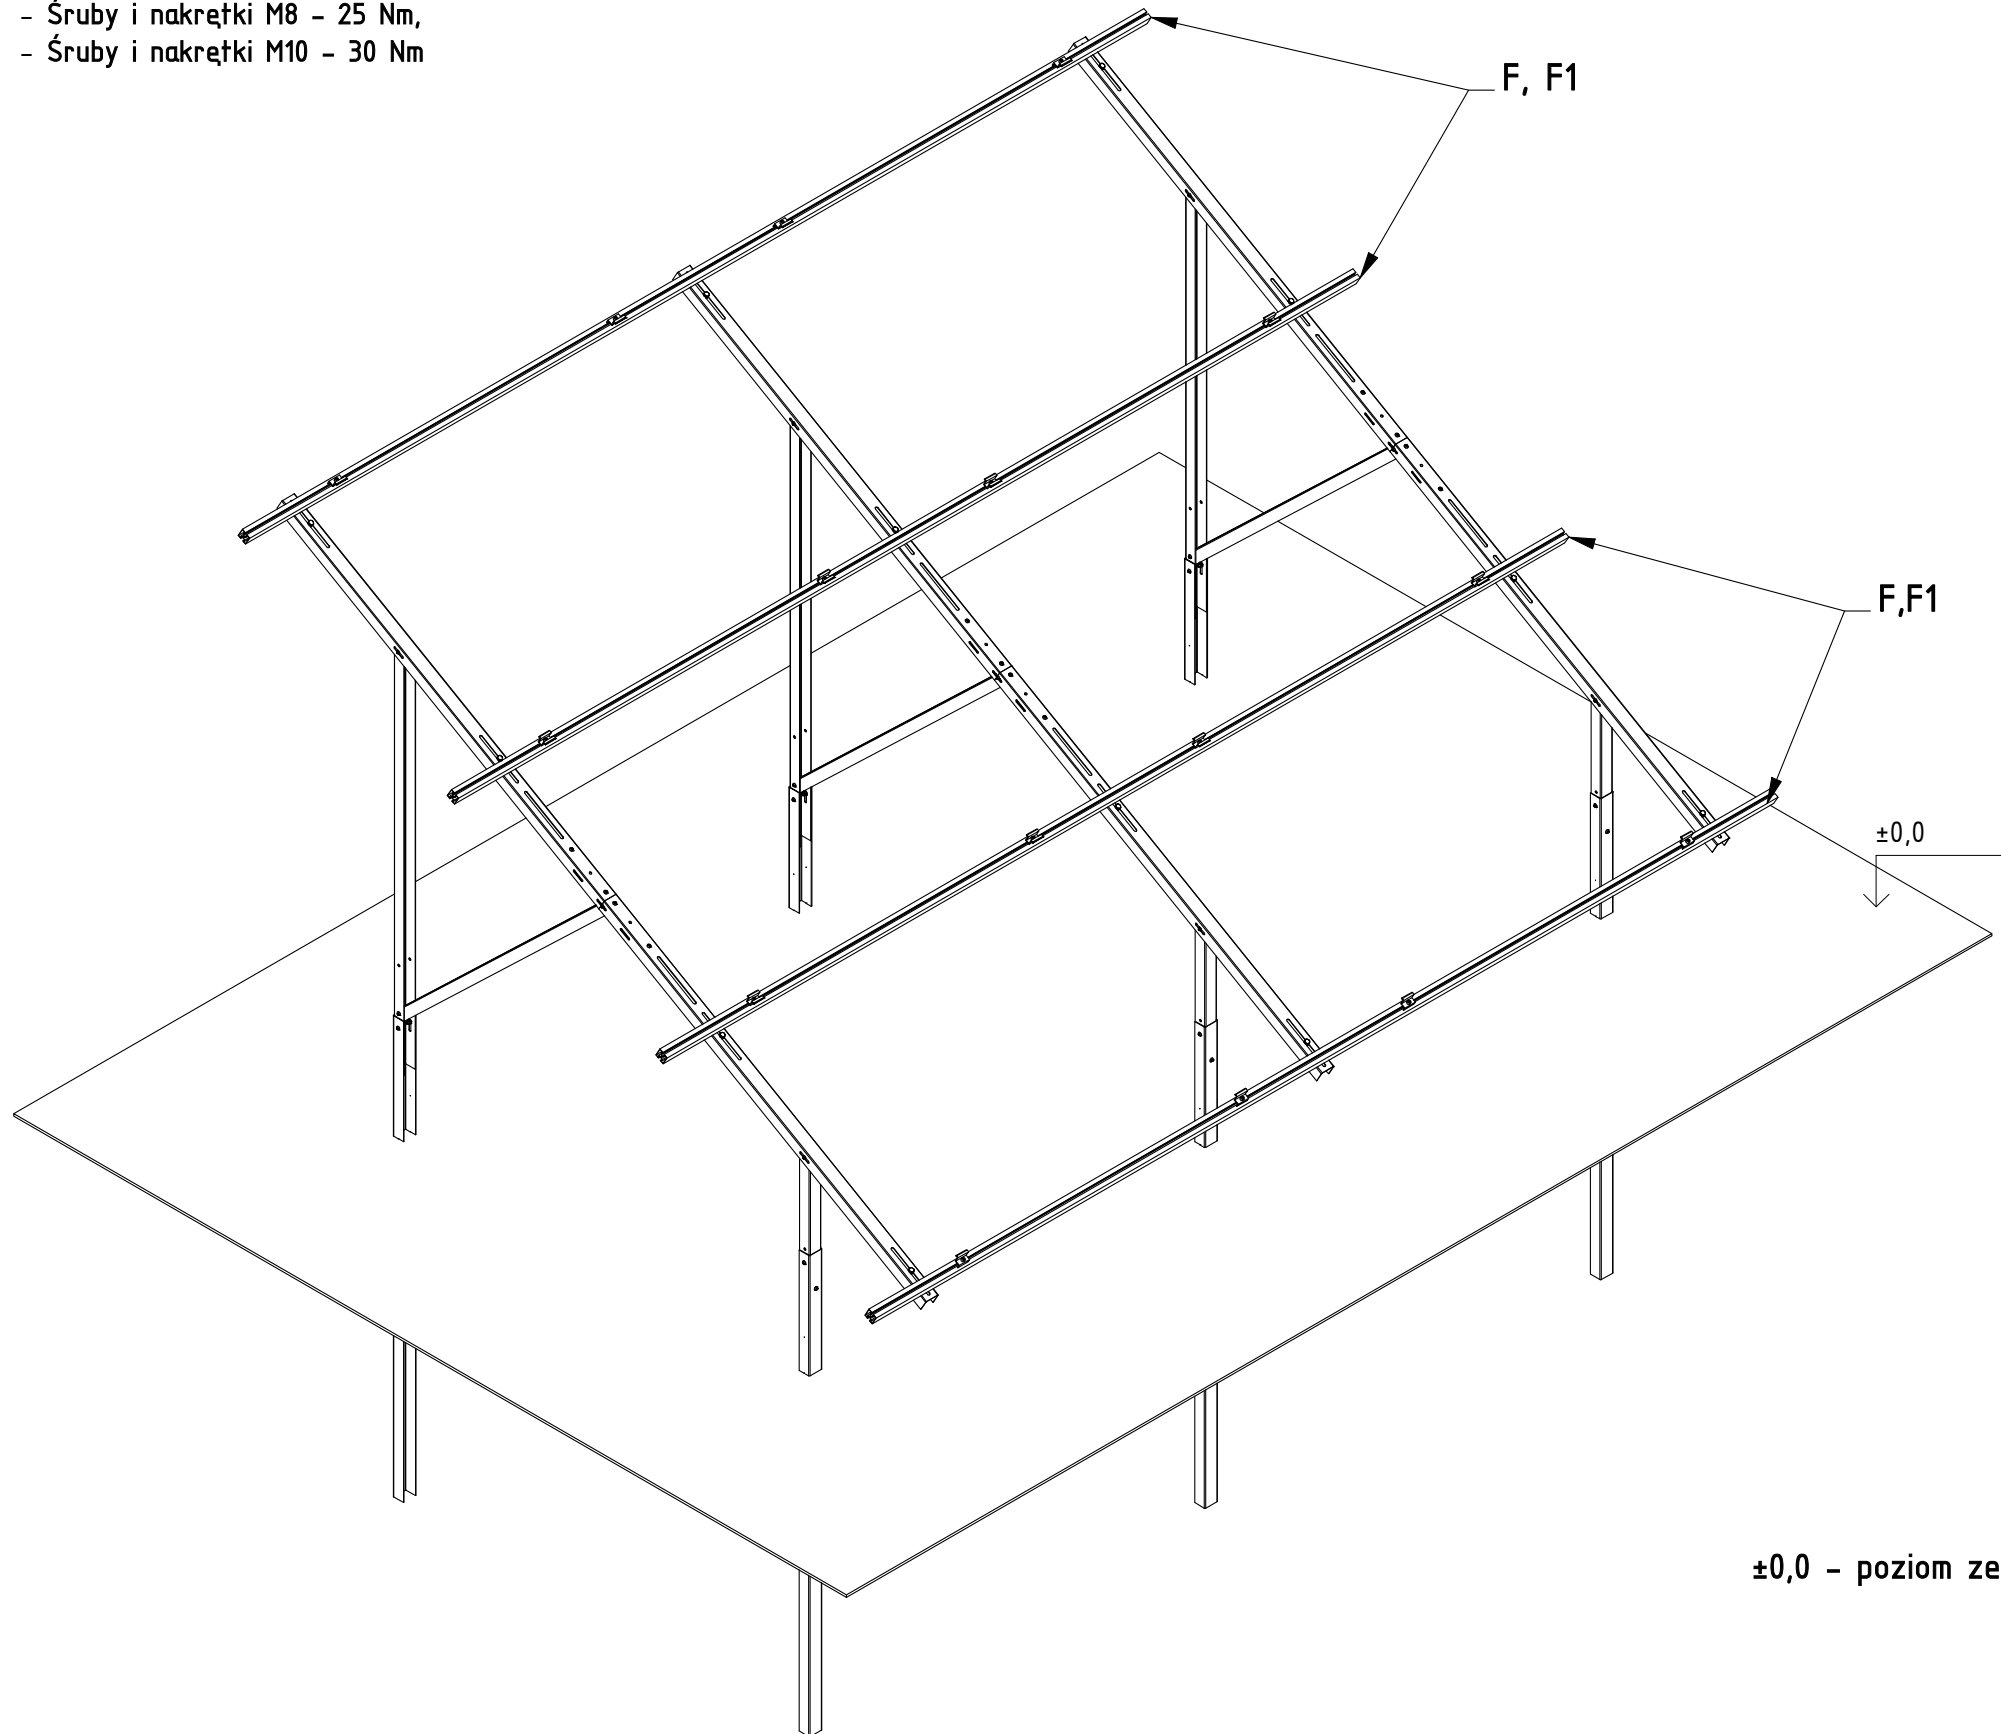 - Śruby i nakrętki M8 - 25 Nm,
- Śruby i nakrętki M10 - 30 Nm
F, F1
F,F1
±0,0
±0,0 - poziom ze